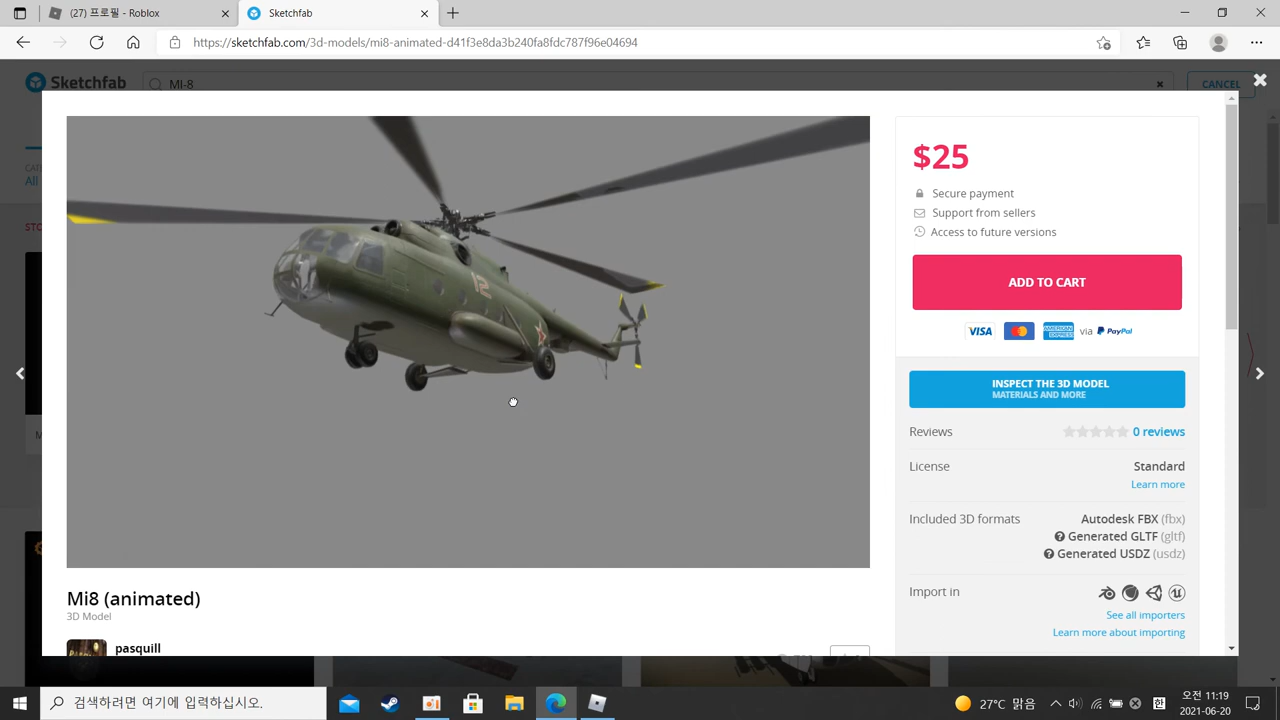 (77) 프로필 - Roblox
Sketchfab
https://sketchfab.com/3d-models/mi8-animated-d41f3e8da3b240fa8fdc787f96e04694
Sketchfab
MI-8
CANCEL
All
12
$25
Secure payment
Support from sellers
Access to future versions
ADD TO CART
VISA
AMERICAN EXPRESS
via PayPal
INSPECT THE 3D MODEL
MATERIALS AND MORE
Reviews
0 reviews
License
Standard
Learn more
Included 3D formats
Autodesk FBX (fbx)
Generated GLTF (gltf)
Generated USDZ (usdz)
Import in
See all importers
Learn more about importing
Mi8 (animated)
3D Model
pasquill
검색하려면 여기에 입력하십시오.
27°C 맑음
오전 11:19
2021-06-20